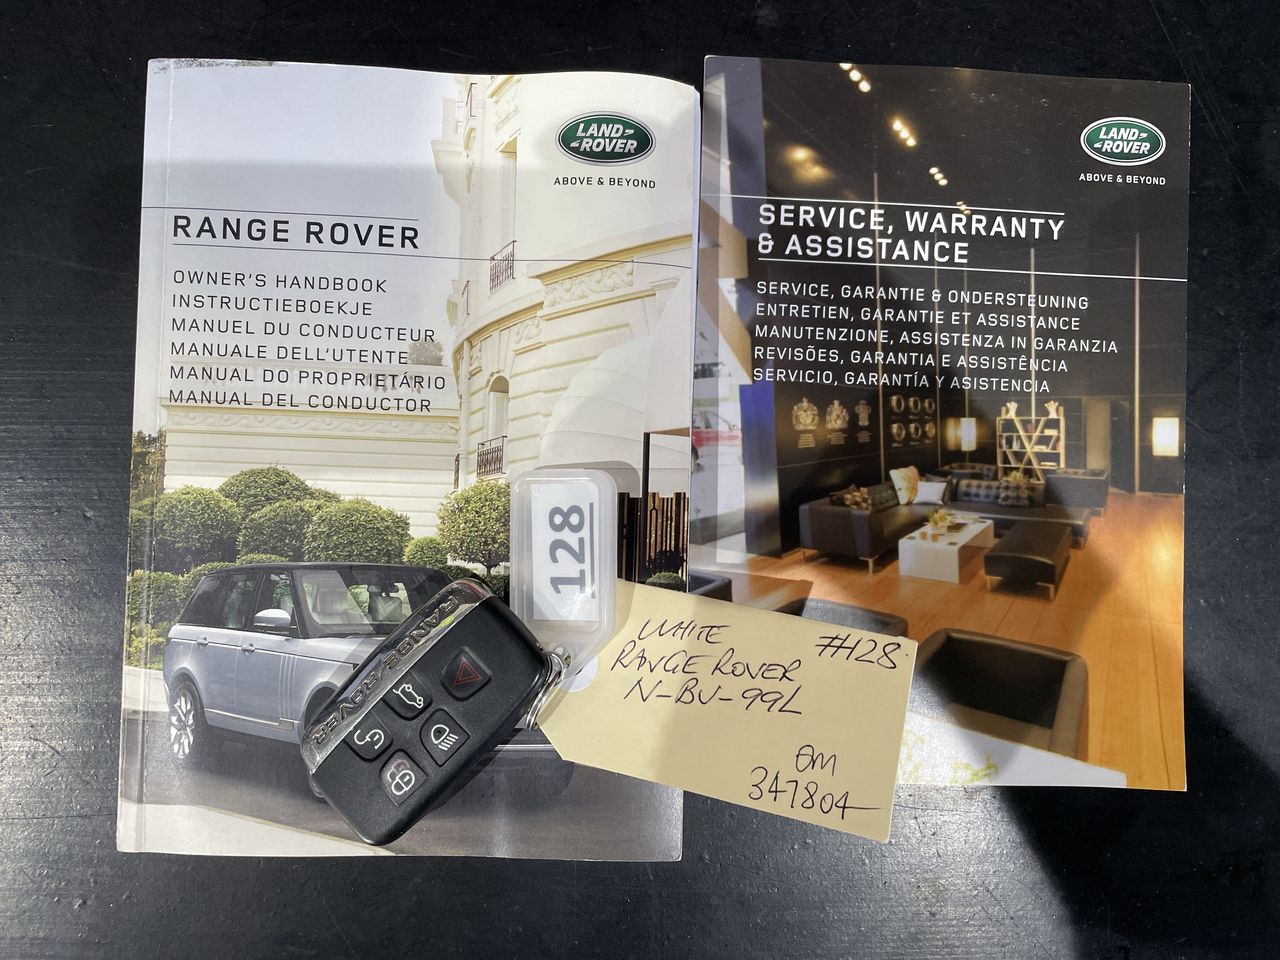 LAND-
-ROVER
ABOVE & BEYOND
RANGE ROVER
OWNER'S HANDBOOK
INSTRUCTIEBOEKJE
MANUEL DU CONDUCTEUR
MANUALE DELL'UTENTE
MANUAL DO PROPRIETÁRIO
MANUAL DEL CONDUCTOR
LAND-
-ROVER
ABOVE & BEYOND
SERVICE, WARRANTY
& ASSISTANCE
SERVICE, GARANTIE & ONDERSTEUNING
ENTRETIEN, GARANTIE ET ASSISTANCE
MANUTENZIONE, ASSISTENZA IN GARANZIA
REVISÕES, GARANTIA E ASSISTÊNCIA
SERVICIO, GARANTÍA Y ASISTENCIA
128
RANGE ROVER
WHITE #128
RANGE ROVER
N-BV-99L
347804